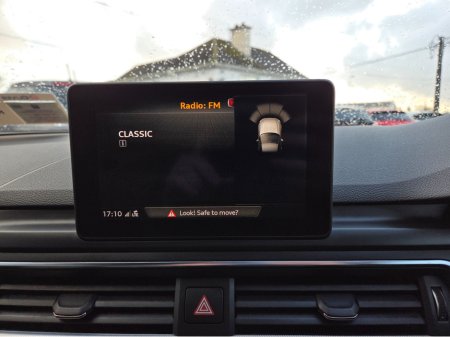 Radio: FM
CLASSIC
i
17:10
Look! Safe to move?